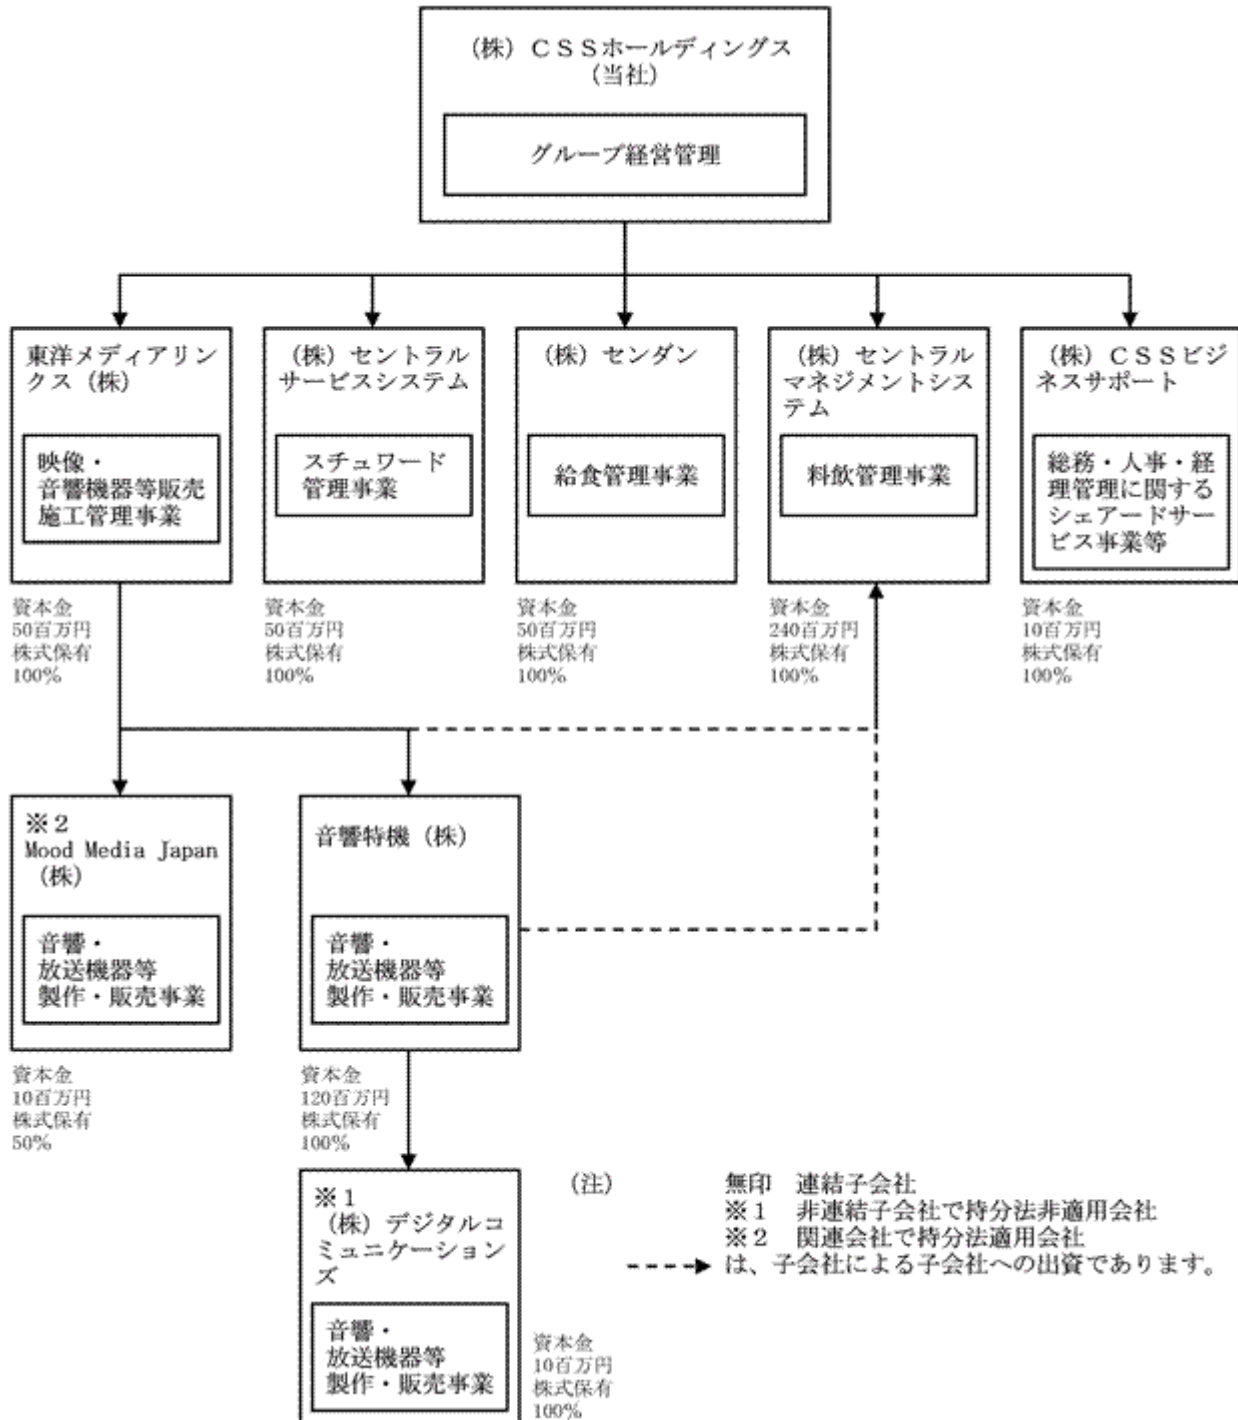 (株) ＣＳＳホールディングス
(当社)
グループ経営管理
東洋メディアリン
クス (株)
映像・
音響機器等販売
施工管理事業
資本金
50百万円
株式保有
100%
(株) セントラル
サービスシステム
スチュワード
管理事業
資本金
50百万円
株式保有
100%
(株) センダン
給食管理事業
資本金
50百万円
株式保有
100%
(株) セントラル
マネジメントシス
テム
料飲管理事業
資本金
240百万円
株式保有
100%
(株) ＣＳＳビジ
ネスサポート
総務・人事・経
理管理に関する
シェアードサー
ビス事業等
資本金
10百万円
株式保有
100%
※２
Mood Media Japan
(株)
音響・
放送機器等
製作・販売事業
資本金
10百万円
株式保有
50%
音響特機 (株)
音響・
放送機器等
製作・販売事業
資本金
120百万円
株式保有
100%
※１
(株) デジタルコ
ミュニケーション
ズ
音響・
放送機器等
製作・販売事業
資本金
10百万円
株式保有
100%
(注) 無印 連結子会社
※１ 非連結子会社で持分法非適用会社
※２ 関連会社で持分法適用会社
は、子会社による子会社への出資であります。